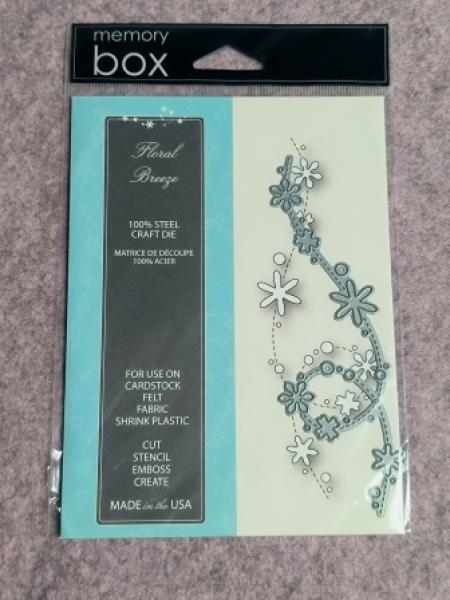 memory
box
Floral
Breeze
100% STEEL
CRAFT DIE
MATRICE DE DÉCOUPE
100% ACIER
FOR USE ON
CARDSTOCK
FELT
FABRIC
SHRINK PLASTIC
CUT
STENCIL
EMBOSS
CREATE
MADE in the USA